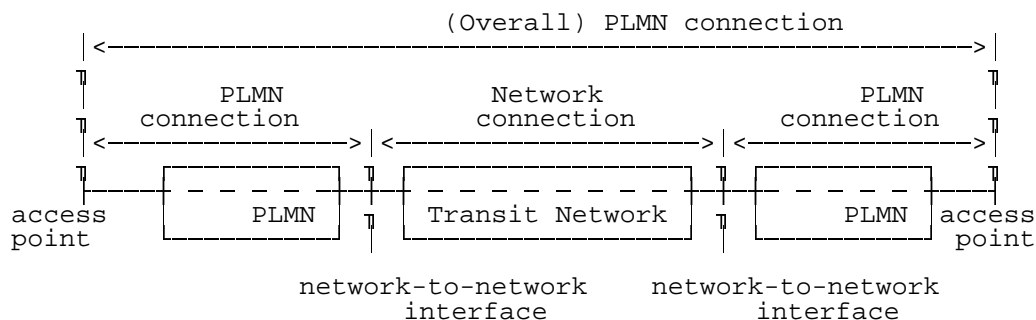 (Overall) PLMN connection
PLMN Network PLMN
connection connection connection
access PLMN Transit Network PLMN access
point point
network-to-network network-to-network
interface interface